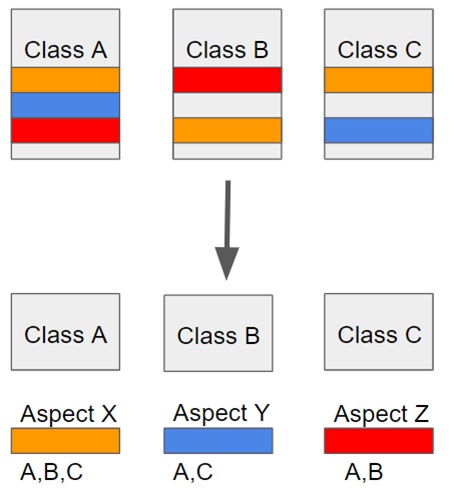 Class A
Class B
Class C
Class A
Class B
Class C
Aspect X
Aspect Y
Aspect Z
A,B,C
A,C
A,B